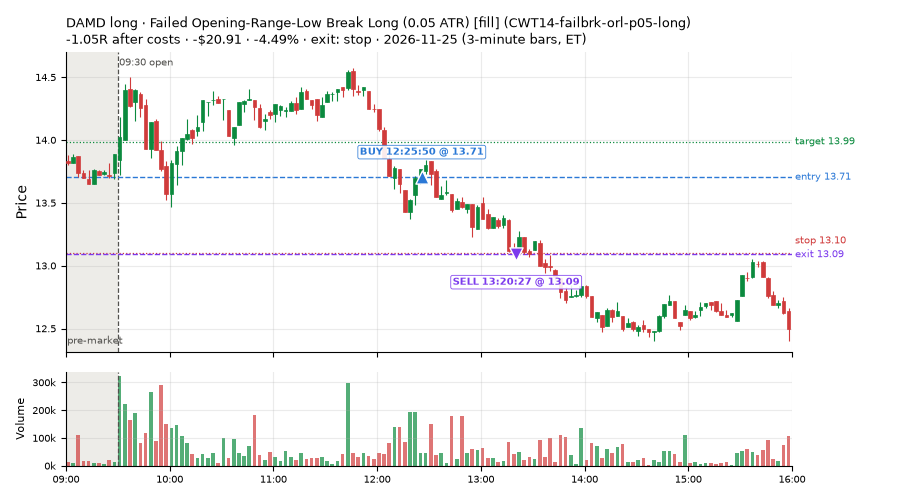 DAMD long · Failed Opening-Range-Low Break Long (0.05 ATR) [fill] (CWT14-failbrk-orl-p05-long)
-1.05R after costs · -$20.91 · -4.49% · exit: stop · 2026-11-25 (3-minute bars, ET)
09:30 open
14.5
14.0
13.5
13.0
12.5
Price
target 13.99
BUY 12:25:50 @ 13.71
entry 13.71
stop 13.10
exit 13.09
SELL 13:20:27 @ 13.09
pre-market
300k
200k
100k
0k
Volume
09:00
10:00
11:00
12:00
13:00
14:00
15:00
16:00